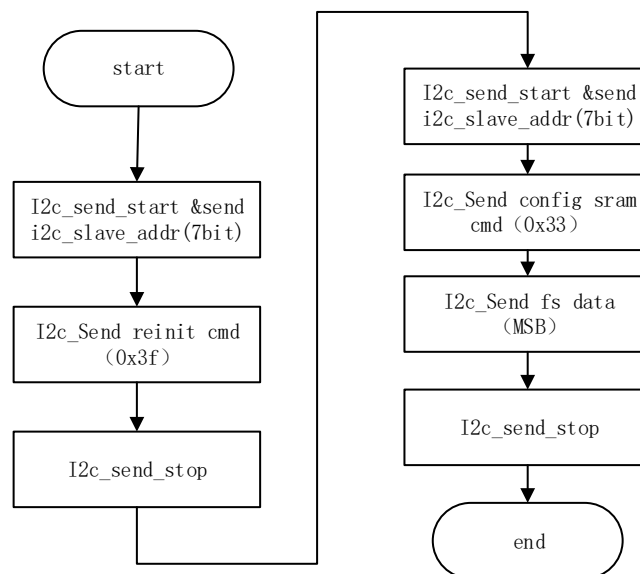 start
I2c_send_start &send
i2c_slave_addr(7bit)
I2c_Send reinit cmd
（0x3f）
I2c_send_stop
I2c_send_start &send
i2c_slave_addr(7bit)
I2c_Send config sram
cmd（0x33）
I2c_Send fs data
（MSB）
I2c_send_stop
end